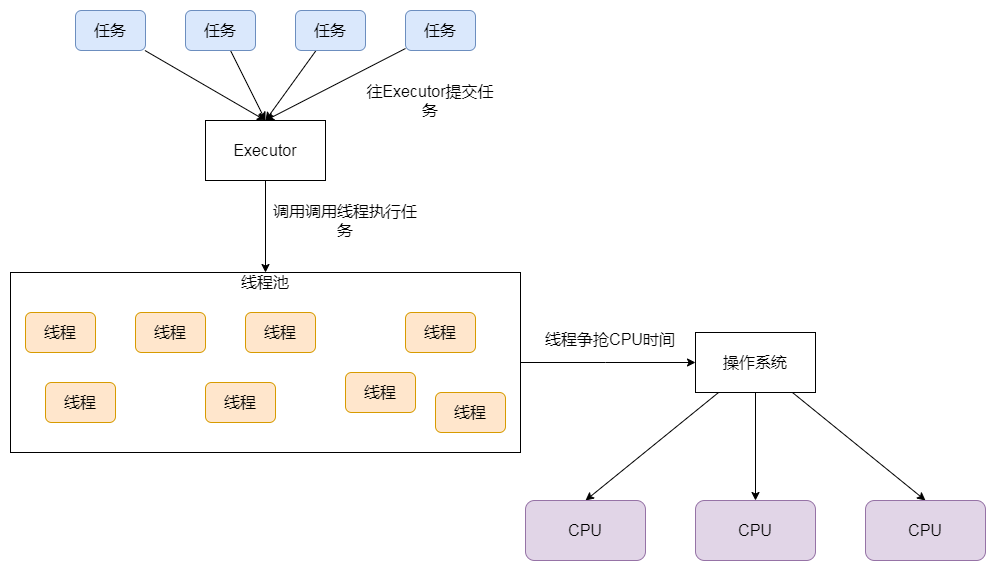 任务
任务
任务
任务
往Executor提交任
务
Executor
调用调用线程执行任
务
线程池
线程
线程
线程
线程
线程
线程
线程
线程
线程争抢CPU时间
操作系统
CPU
CPU
CPU